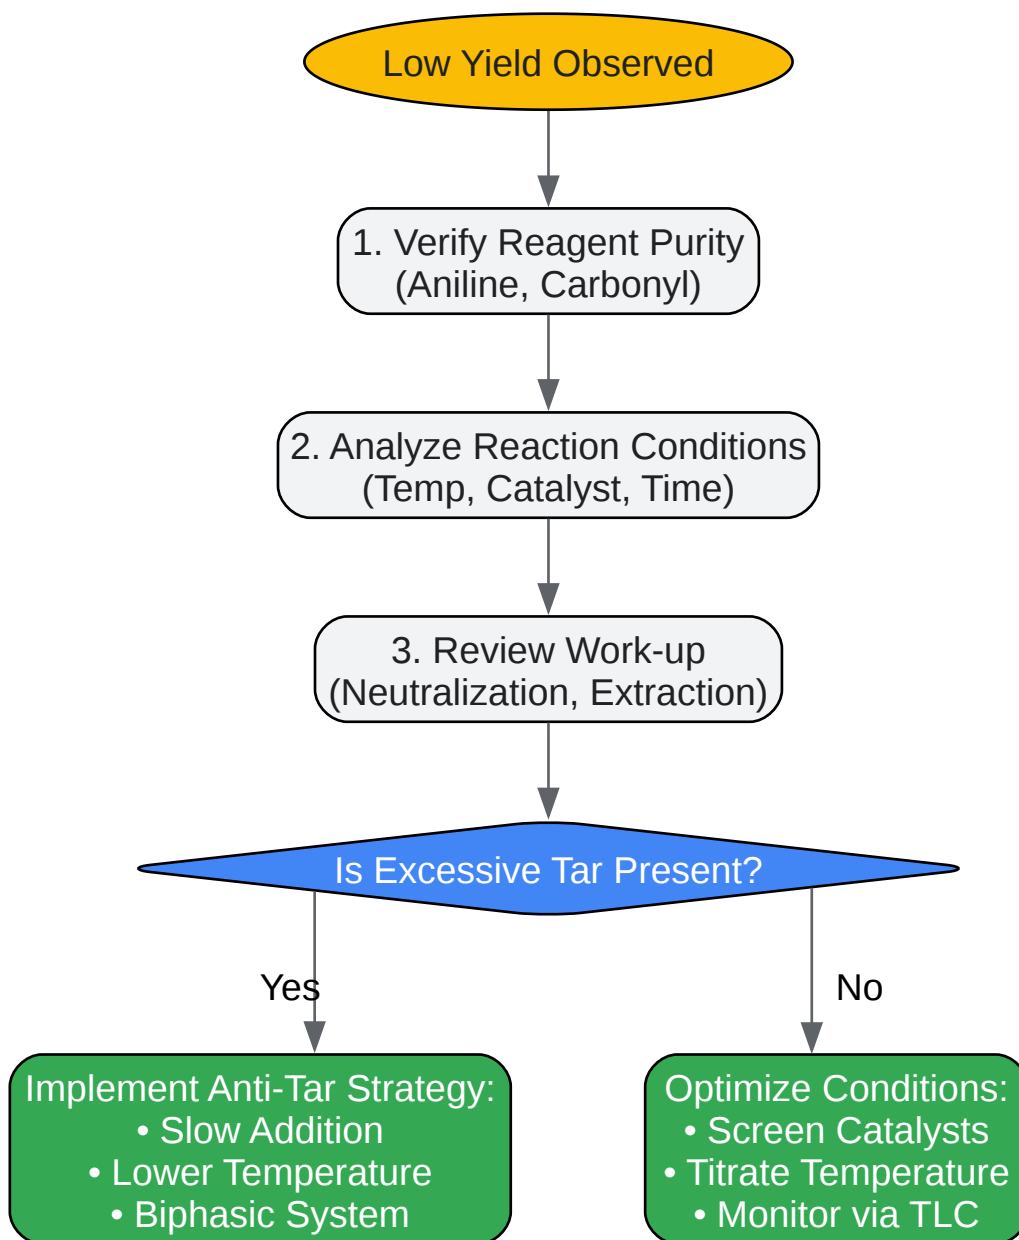 Low Yield Observed
1. Verify Reagent Purity
(Aniline, Carbonyl)
2. Analyze Reaction Conditions
(Temp, Catalyst, Time)
3. Review Work-up
(Neutralization, Extraction)
Is Excessive Tar Present?
Yes
No
Implement Anti-Tar Strategy:
• Slow Addition
• Lower Temperature
• Biphasic System
Optimize Conditions:
• Screen Catalysts
• Titrate Temperature
• Monitor via TLC